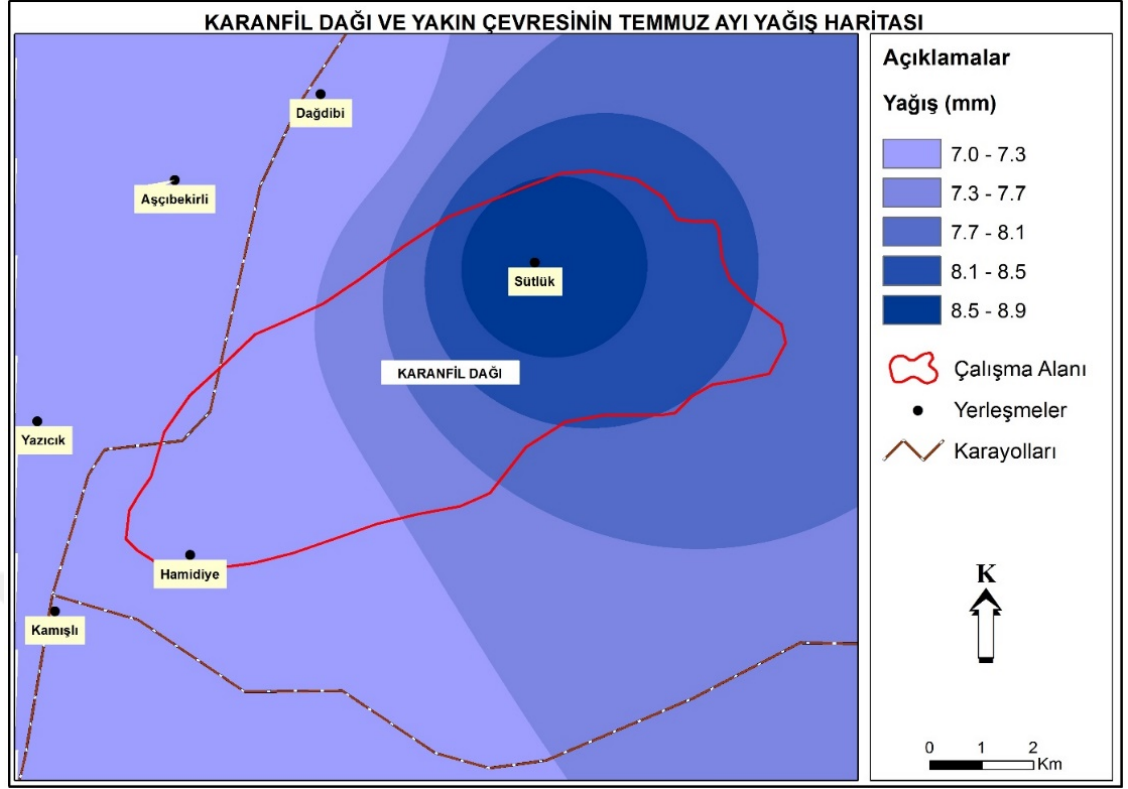 KARANFİL DAĞI VE YAKIN ÇEVRESİNİN TEMMUZ AYI YAĞIŞ HARİTASI
Dağdibi
Aşçıbekirli
Sütlük
KARANFİL DAĞI
Yazıcık
Hamidiye
Kamışlı
Açıklamalar
Yağış (mm)
7.0 - 7.3
7.3 - 7.7
7.7 - 8.1
8.1 - 8.5
8.5 - 8.9
Çalışma Alanı
Yerleşmeler
Karayolları
K
0 1 2
Km